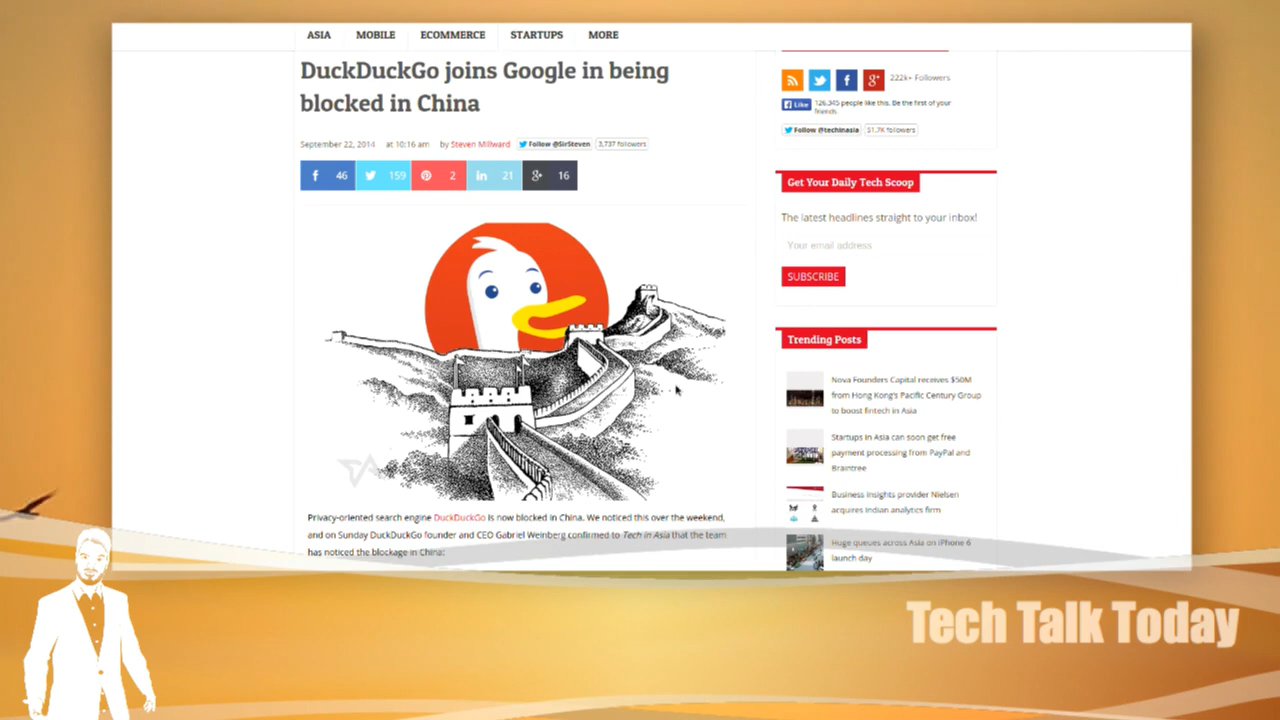 ASIA MOBILE ECOMMERCE STARTUPS MORE
DuckDuckGo joins Google in being
blocked in China
September 22, 2014 at 10:16 am by Steven Millward Follow @SirSteven 3,737 followers
46 159 2 in 21 g+ 16
Privacy-oriented search engine DuckDuckGo is now blocked in China. We noticed this over the weekend,
and on Sunday DuckDuckGo founder and CEO Gabriel Weinberg confirmed to Tech in Asia that the team
has noticed the blockage in China:
222k+ Followers
Like 126,345 people like this. Be the first of your
friends.
Follow @techinasia 51.7K followers
Get Your Daily Tech Scoop
The latest headlines straight to your inbox!
Your email address
SUBSCRIBE
Trending Posts
Nova Founders Capital receives $50M
from Hong Kong's Pacific Century Group
to boost fintech in Asia
Startups in Asia can soon get free
payment processing from PayPal and
Braintree
Business insights provider Nielsen
acquires Indian analytics firm
Huge queues across Asia on iPhone 6
launch day
Tech Talk Today